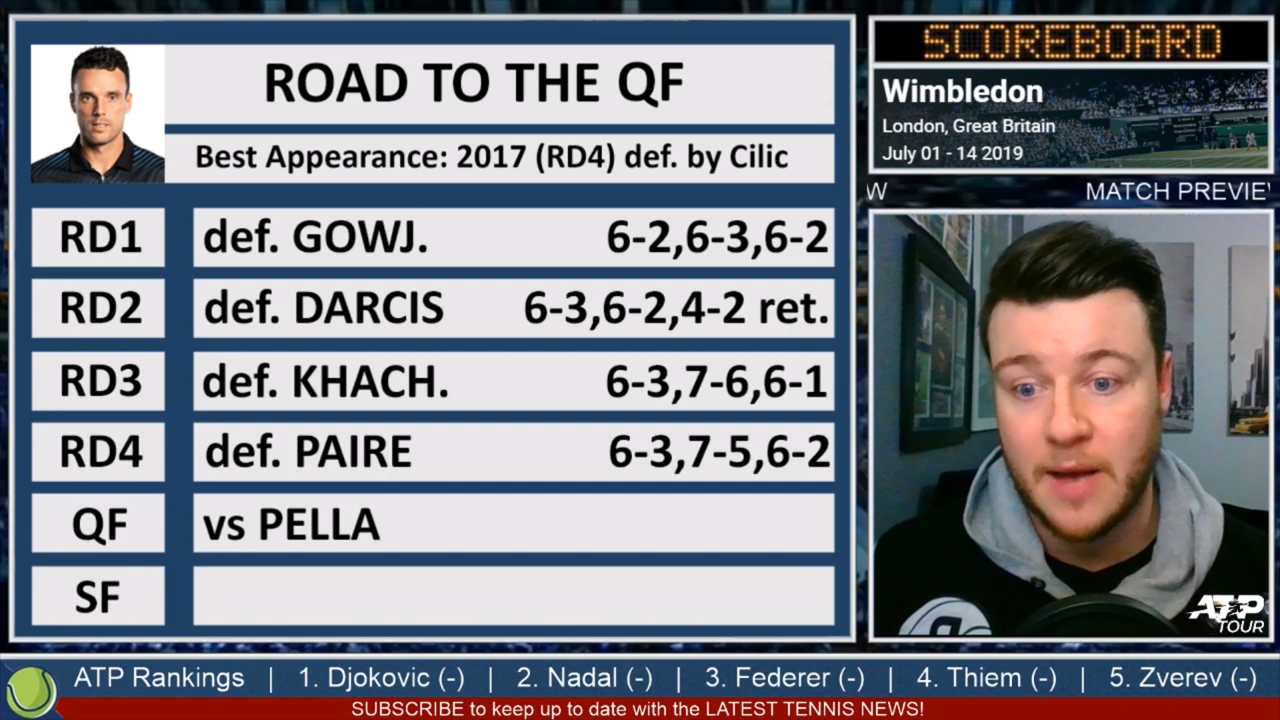 ROAD TO THE QF
Best Appearance: 2017 (RD4) def. by Cilic
RD1 def. GOWJ. 6-2,6-3,6-2
RD2 def. DARCIS 6-3,6-2,4-2 ret.
RD3 def. KHACH. 6-3,7-6,6-1
RD4 def. PAIRE 6-3,7-5,6-2
QF vs PELLA
SF
SCOREBOARD
Wimbledon
London, Great Britain
July 01 - 14 2019
W MATCH PREVIEW
ATP
TOUR
ATP Rankings | 1. Djokovic (-) | 2. Nadal (-) | 3. Federer (-) | 4. Thiem (-) | 5. Zverev (-)
SUBSCRIBE to keep up to date with the LATEST TENNIS NEWS!